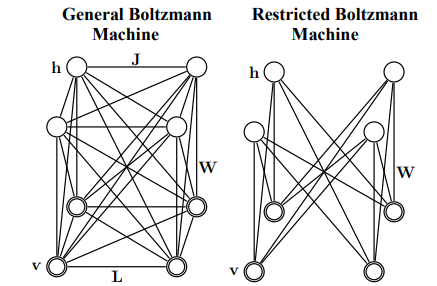 General Boltzmann
Machine
Restricted Boltzmann
Machine
h
J
h
W
W
v
L
v